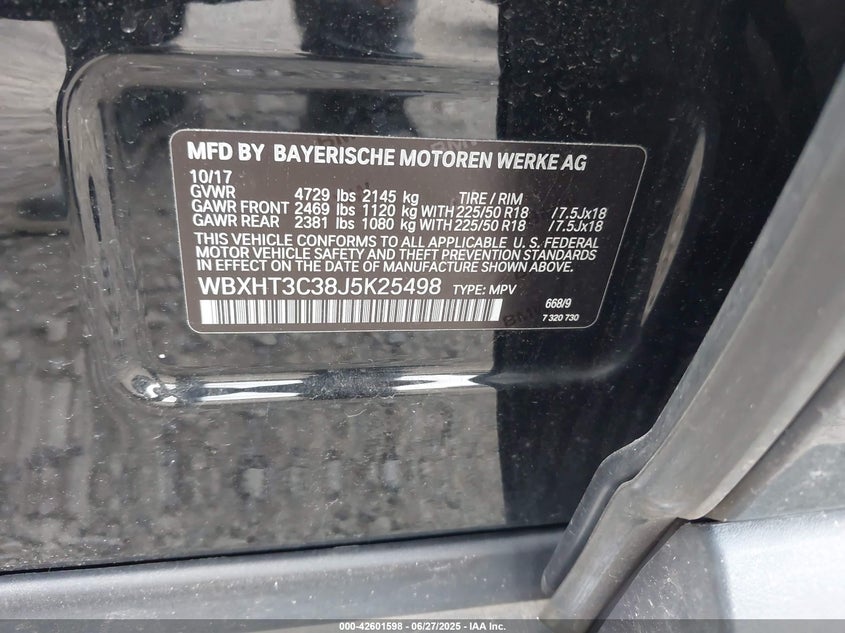 MFD BY BAYERISCHE MOTOREN WERKE AG
10/17
GVWR 4729 lbs 2145 kg TIRE / RIM
GAWR FRONT 2469 lbs 1120 kg WITH 225/50 R18 /7.5Jx18
GAWR REAR 2381 lbs 1080 kg WITH 225/50 R18 /7.5Jx18
THIS VEHICLE CONFORMS TO ALL APPLICABLE U. S. FEDERAL
MOTOR VEHICLE SAFETY AND THEFT PREVENTION STANDARDS
IN EFFECT ON THE DATE OF MANUFACTURE SHOWN ABOVE.
WBXHT3C38J5K25498 TYPE: MPV
668/9
7 320 730
000-42601598 - 06/27/2025 - IAA Inc.